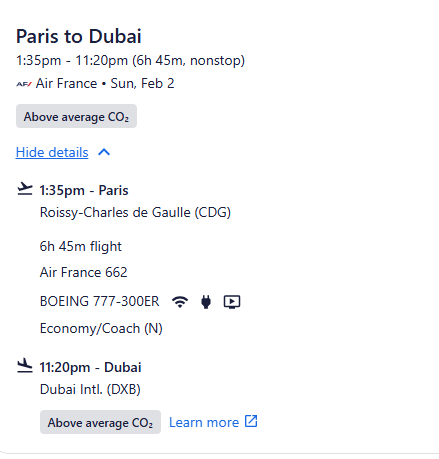 Paris to Dubai
1:35pm - 11:20pm (6h 45m, nonstop)
AF/ Air France • Sun, Feb 2
Above average CO₂
Hide details
1:35pm - Paris
Roissy-Charles de Gaulle (CDG)
6h 45m flight
Air France 662
BOEING 777-300ER
Economy/Coach (N)
11:20pm - Dubai
Dubai Intl. (DXB)
Above average CO₂ Learn more